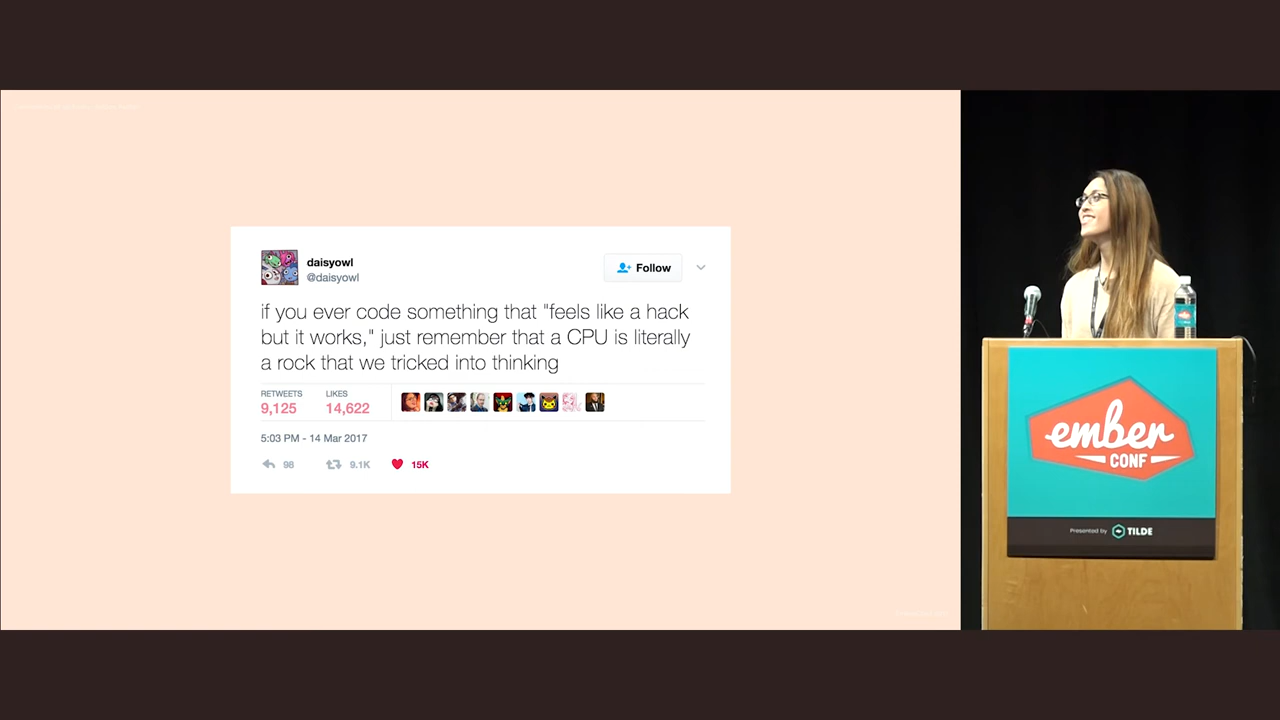 daisyowl
@daisyowl
Follow
if you ever code something that "feels like a hack
but it works," just remember that a CPU is literally
a rock that we tricked into thinking
RETWEETS
9,125
LIKES
14,622
5:03 PM - 14 Mar 2017
98
9.1K
15K
ember
CONF
Presented by TILDE